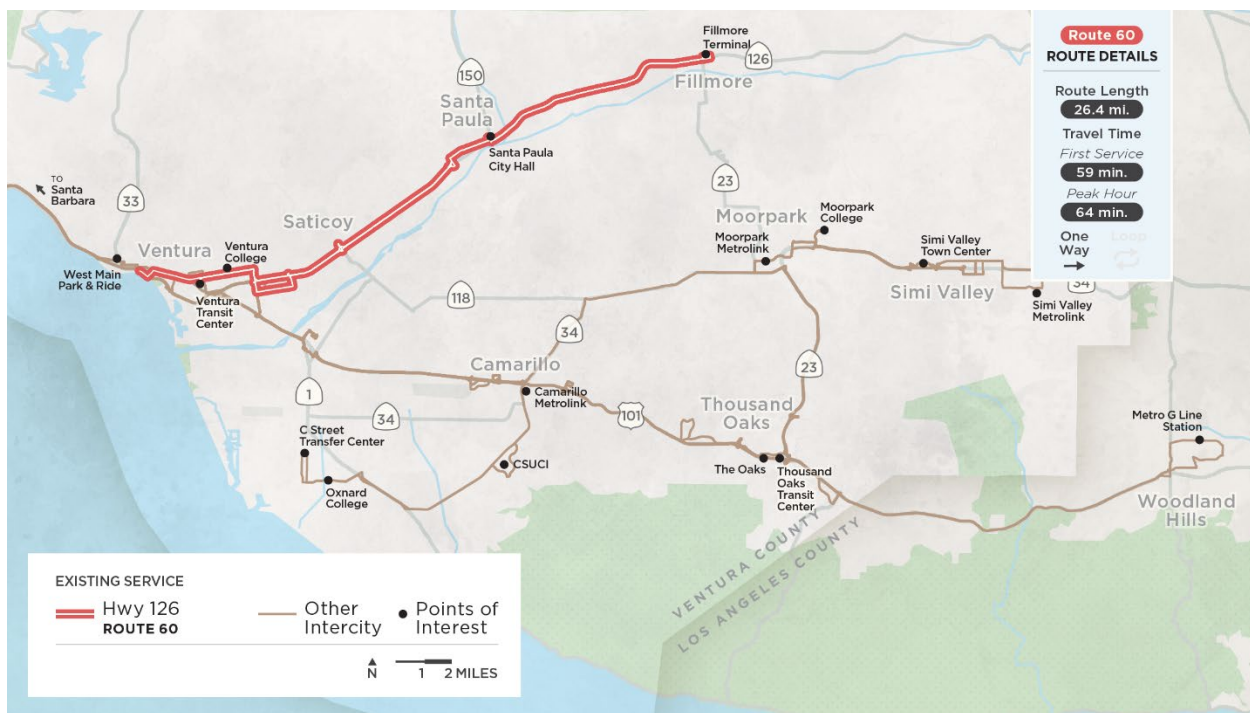 Fillmore
Terminal
126
Fillmore
150
Santa
Paula
Santa Paula
City Hall
TO
Santa
Barbara
33
Ventura
Ventura
College
Saticoy
West Main
Park & Ride
Ventura
Transit
Center
118
23
Moorpark
Moorpark
College
Moorpark
Metrolink
Simi Valley
Town Center
Simi Valley
34
Simi Valley
Metrolink
34
Camarillo
Camarillo
Metrolink
1
34
101
23
Thousand
Oaks
C Street
Transfer Center
Oxnard
College
CSUCI
The Oaks
Thousand
Oaks
Transit
Center
Metro G Line
Station
Woodland
Hills
VENTURA COUNTY
LOS ANGELES COUNTY
Route 60
ROUTE DETAILS
Route Length
26.4 mi.
Travel Time
First Service
59 min.
Peak Hour
64 min.
One
Way
Loop
EXISTING SERVICE
Hwy 126
ROUTE 60
Other
Intercity
Points of
Interest
N
1 2 MILES